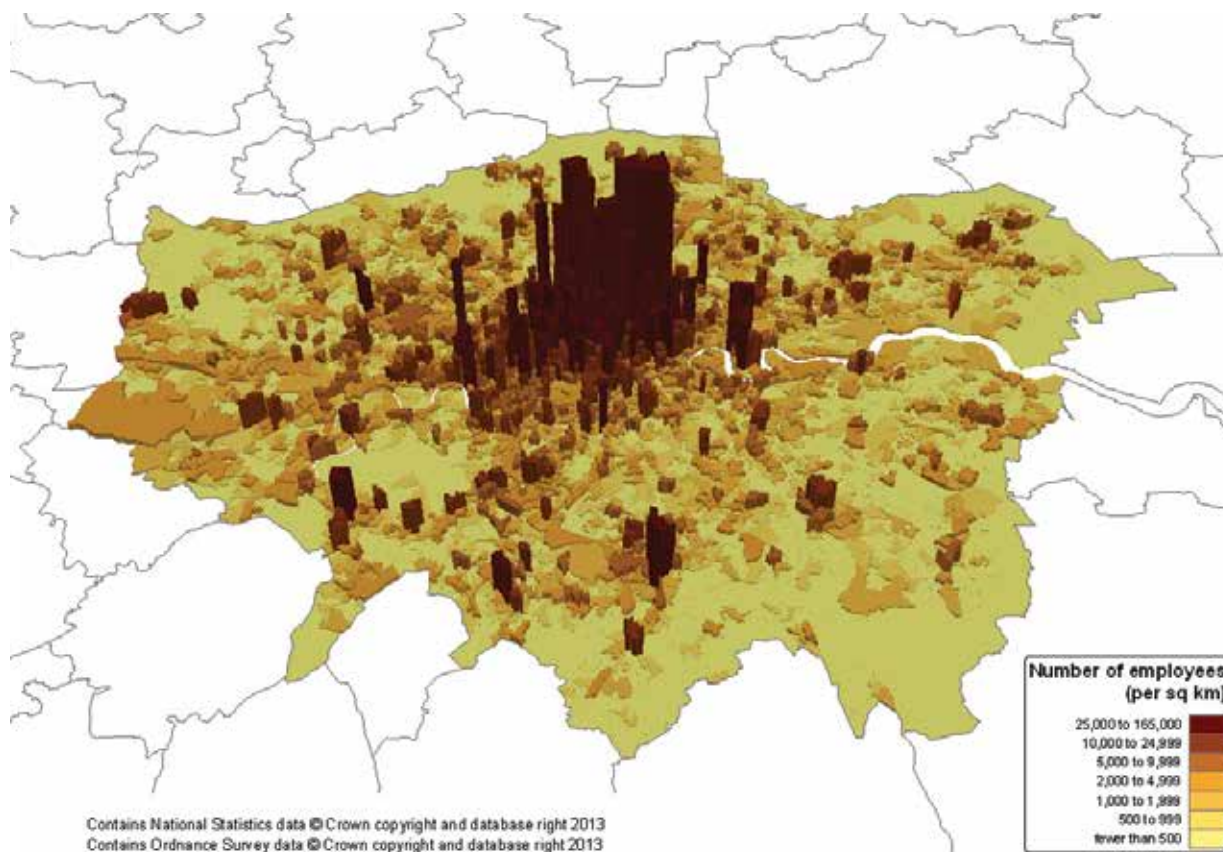 Number of employees
(per sq km)
25,000 to 165,000
10,000 to 24,999
5,000 to 9,999
2,000 to 4,999
1,000 to 1,999
500 to 999
fewer than 500
Contains National Statistics data © Crown copyright and database right 2013
Contains Ordnance Survey data © Crown copyright and database right 2013